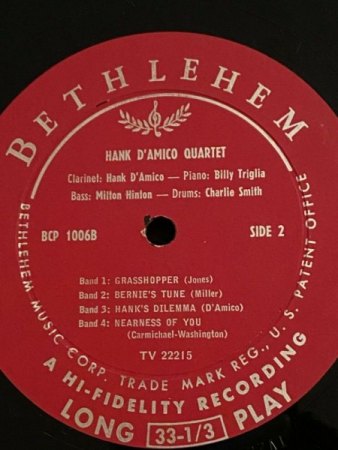 BETHLEHEM
HANK D'AMICO QUARTET
Clarinet: Hank D'Amico — Piano: Billy Triglia
Bass: Milton Hinton — Drums: Charlie Smith
BCP 1006B
SIDE 2
Band 1: GRASSHOPPER (Jones)
Band 2: BERNIE'S TUNE (Miller)
Band 3: HANK'S DILEMMA (D'Amico)
Band 4: NEARNESS OF YOU
(Carmichael-Washington)
TV 22215
BETHLEHEM MUSIC CORP. TRADE MARK REG., U. S. PATENT OFFICE
A HI-FIDELITY RECORDING
LONG 33-1/3 PLAY